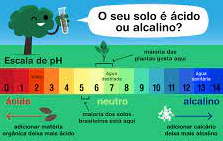 O seu solo é ácido
ou alcalino?
Escala de pH
maioria das
plantas gosta aqui
água
destilada
água
sanitária
0 1 2 3 4 5 6 7 8 9 10 11 12 13 14
ácido
neutro
alcalino
adicionar matéria
orgânica deixa mais ácido
maioria dos solos
brasileiros está aqui
adicionar calcário
deixa mais alcalino